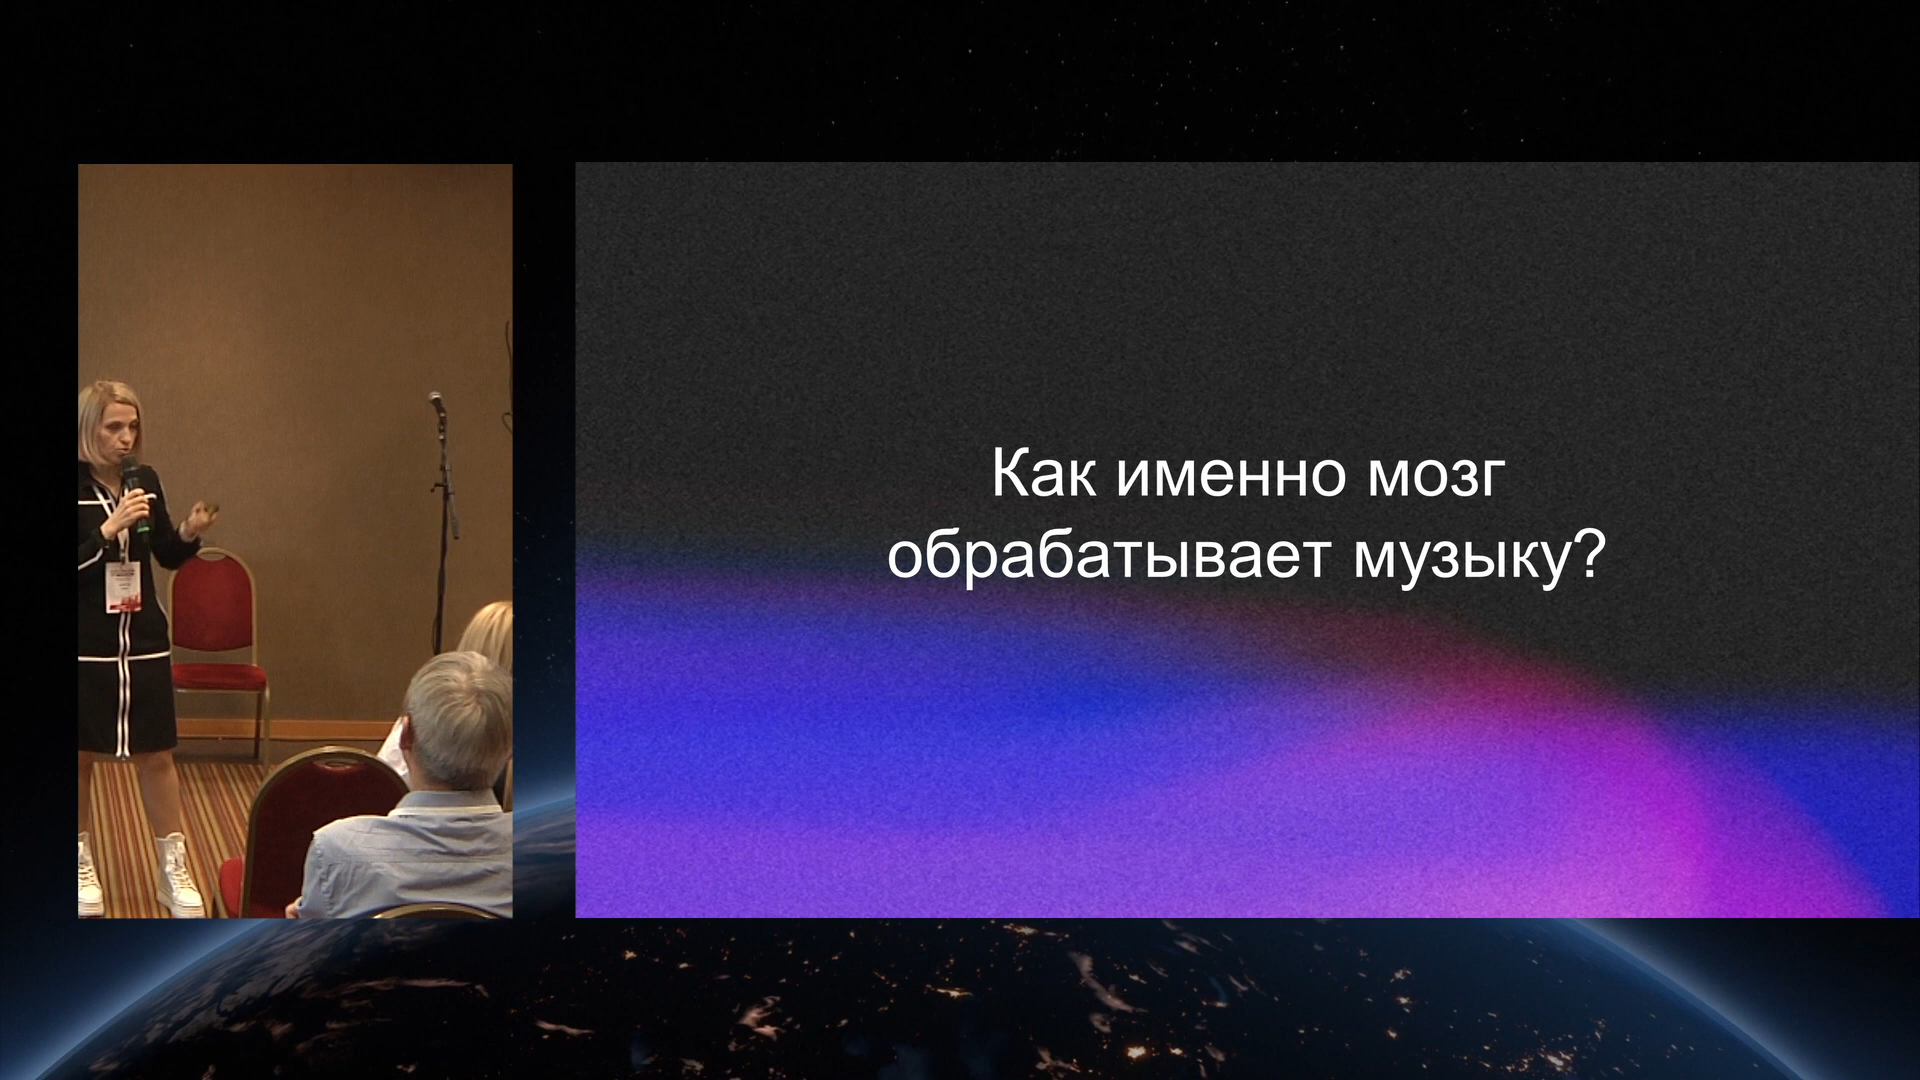 Как именно мозг
обрабатывает музыку?